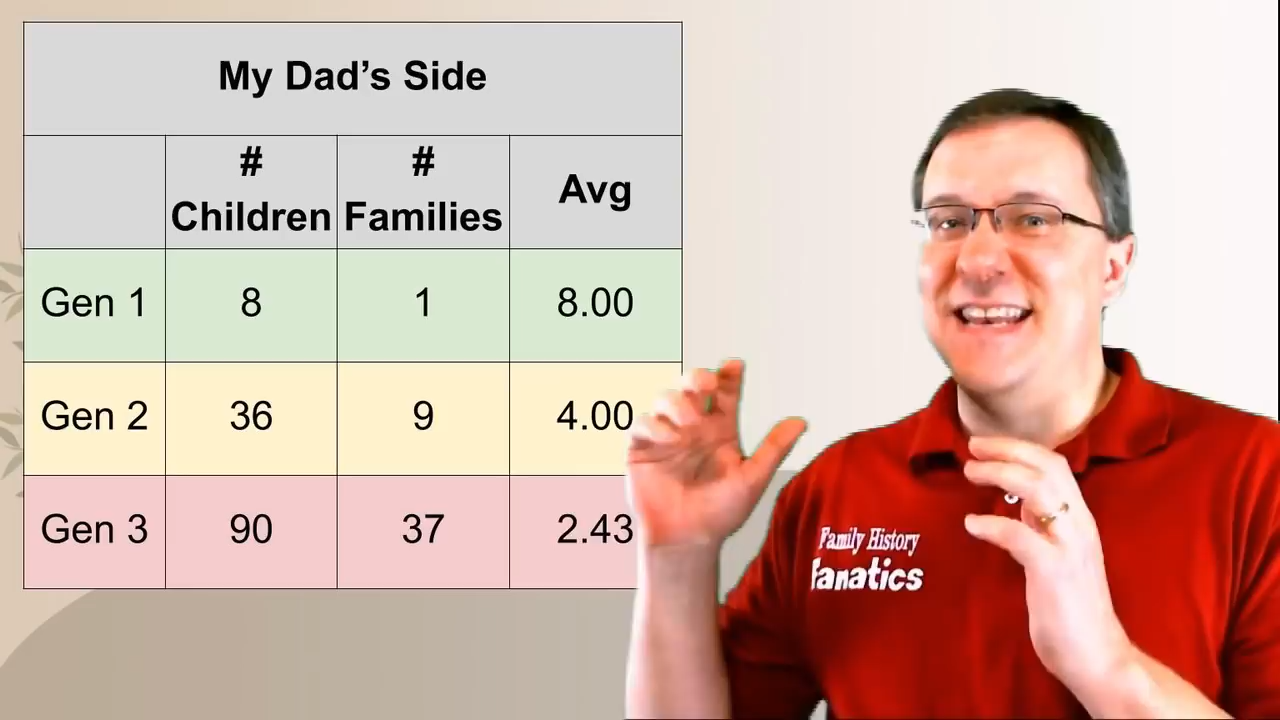 My Dad's Side
# Children # Families Avg
Gen 1 8 1 8.00
Gen 2 36 9 4.00
Gen 3 90 37 2.43
Family History
Fanatics